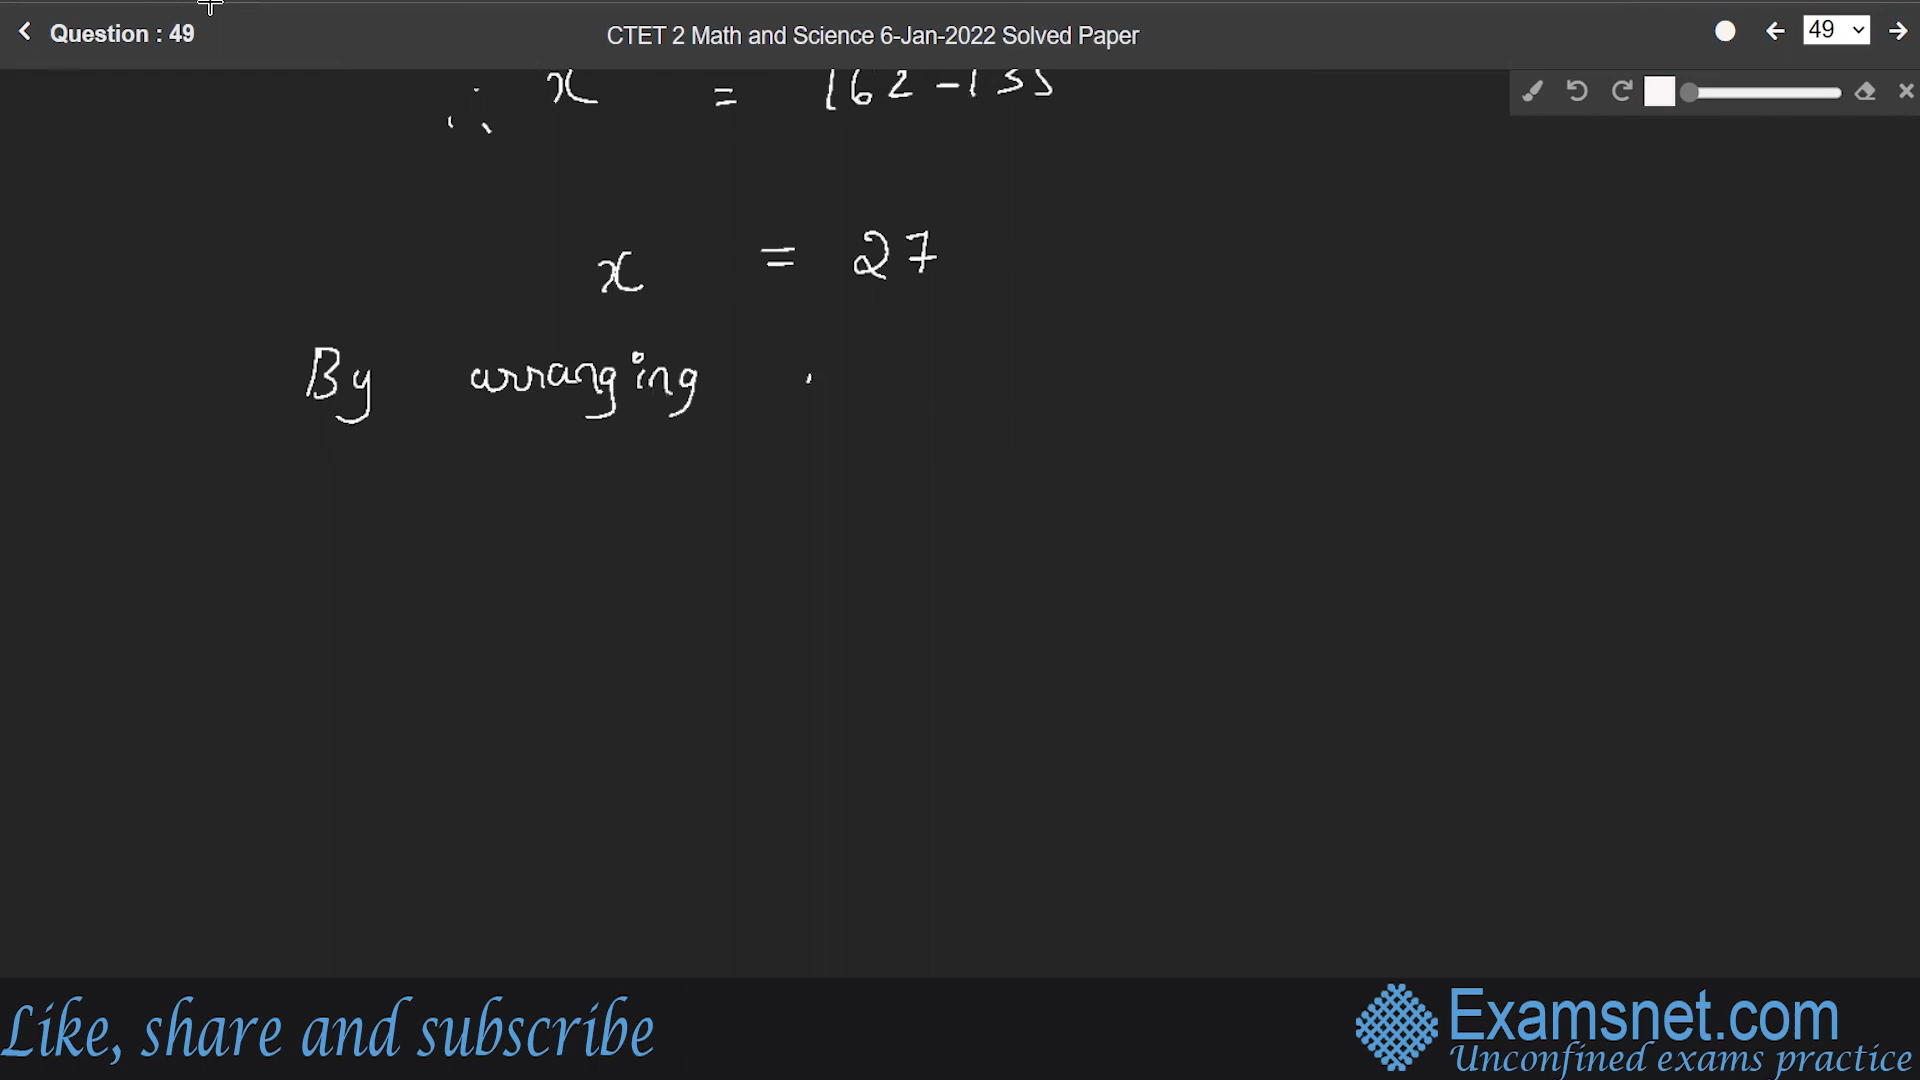 Question : 49
CTET 2 Math and Science 6-Jan-2022 Solved Paper
49
∴ x = 162 - 135
x = 27
By arranging
Like, share and subscribe
Examsnet.com
Unconfined exams practice